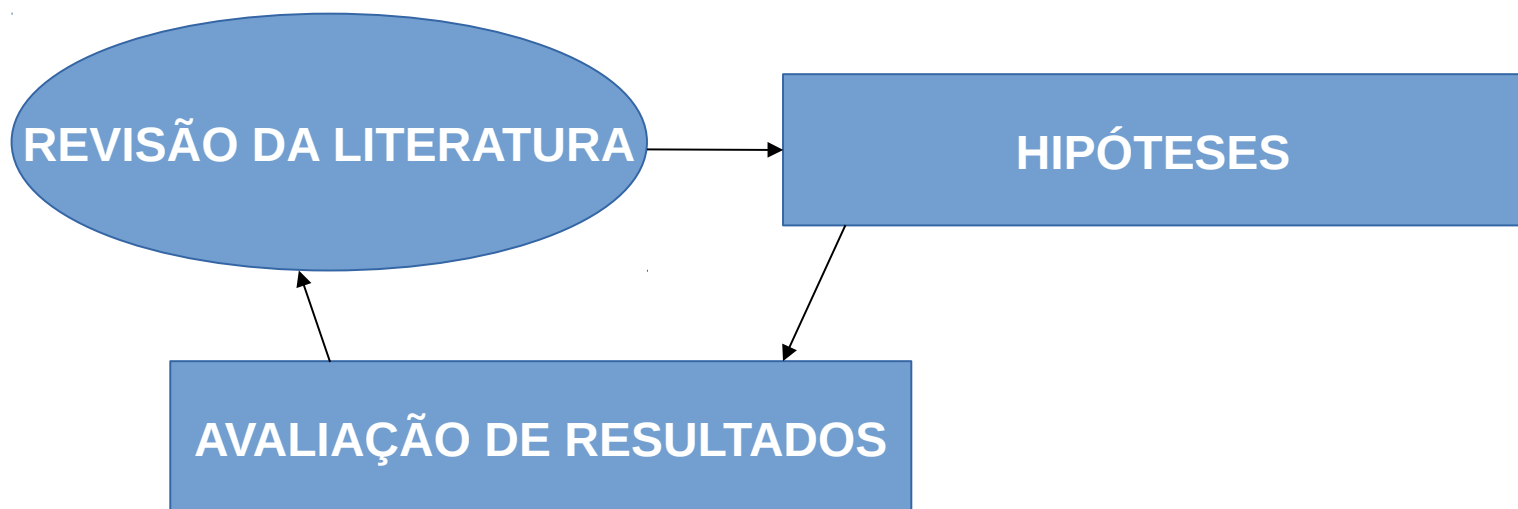 REVISÃO DA LITERATURA
HIPÓTESES
AVALIAÇÃO DE RESULTADOS